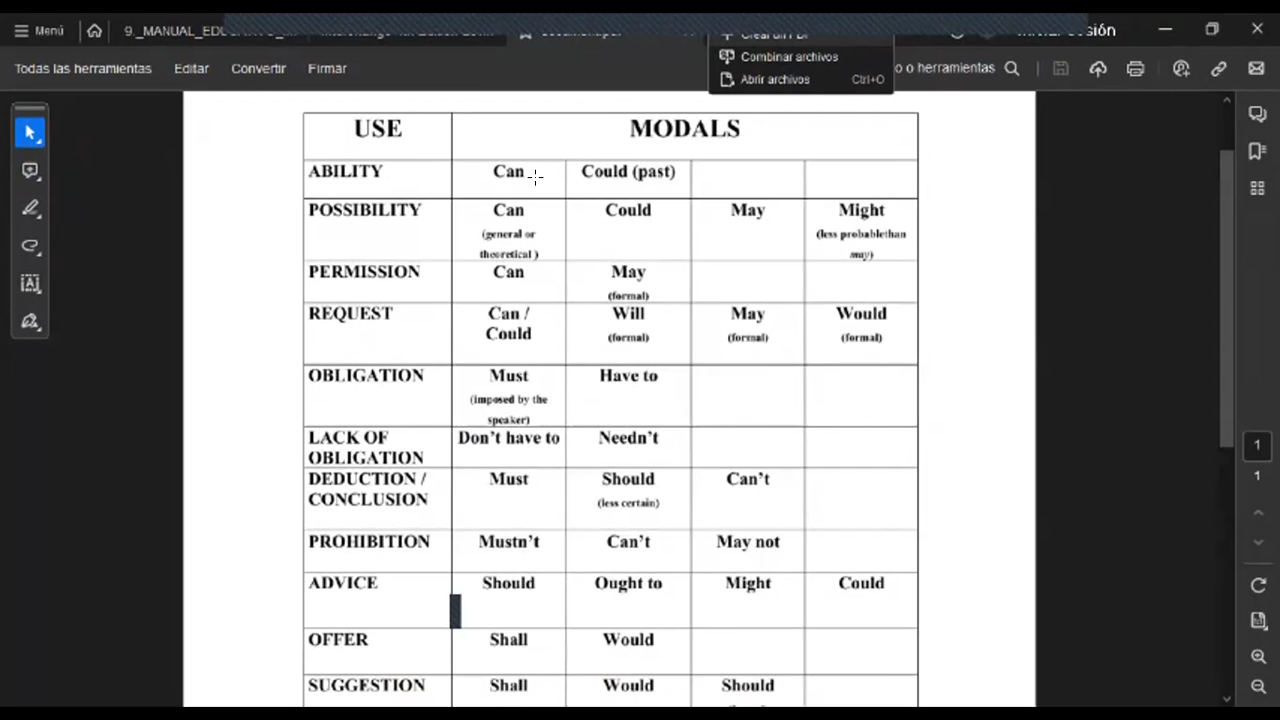 Menú
Combinar archivos
Abrir archivos Ctrl+O
Todas las herramientas Editar Convertir Firmar o herramientas
USE MODALS
ABILITY Can Could (past)
POSSIBILITY Can Could May Might
(general or (less probablethan
theoretical ) may)
PERMISSION Can May
(formal)
REQUEST Can / Will May Would
Could (formal) (formal) (formal)
OBLIGATION Must Have to
(imposed by the
speaker)
LACK OF Don't have to Needn't
OBLIGATION
DEDUCTION / Must Should Can't
CONCLUSION (less certain)
PROHIBITION Mustn't Can't May not
ADVICE Should Ought to Might Could
OFFER Shall Would
SUGGESTION Shall Would Should
1
1